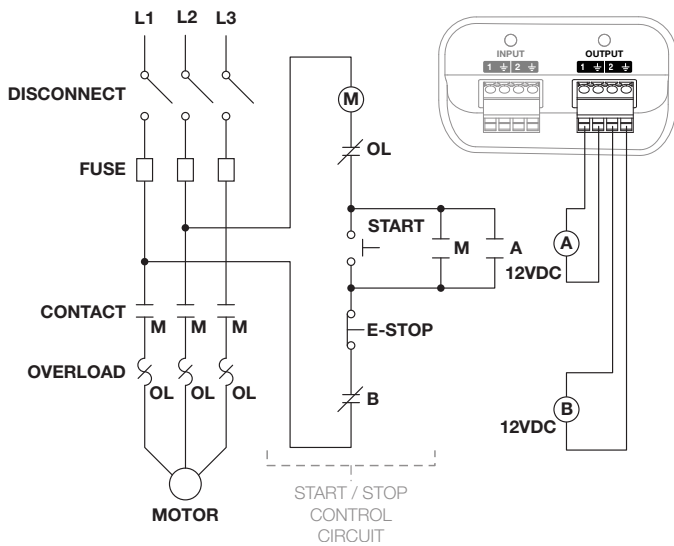 L1 L2 L3
DISCONNECT
FUSE
CONTACT
M M M
OVERLOAD
OL OL OL
MOTOR
M
OL
START
M A
E-STOP
B
START / STOP
CONTROL
CIRCUIT
INPUT
1 2
OUTPUT
1 2
A
12VDC
B
12VDC